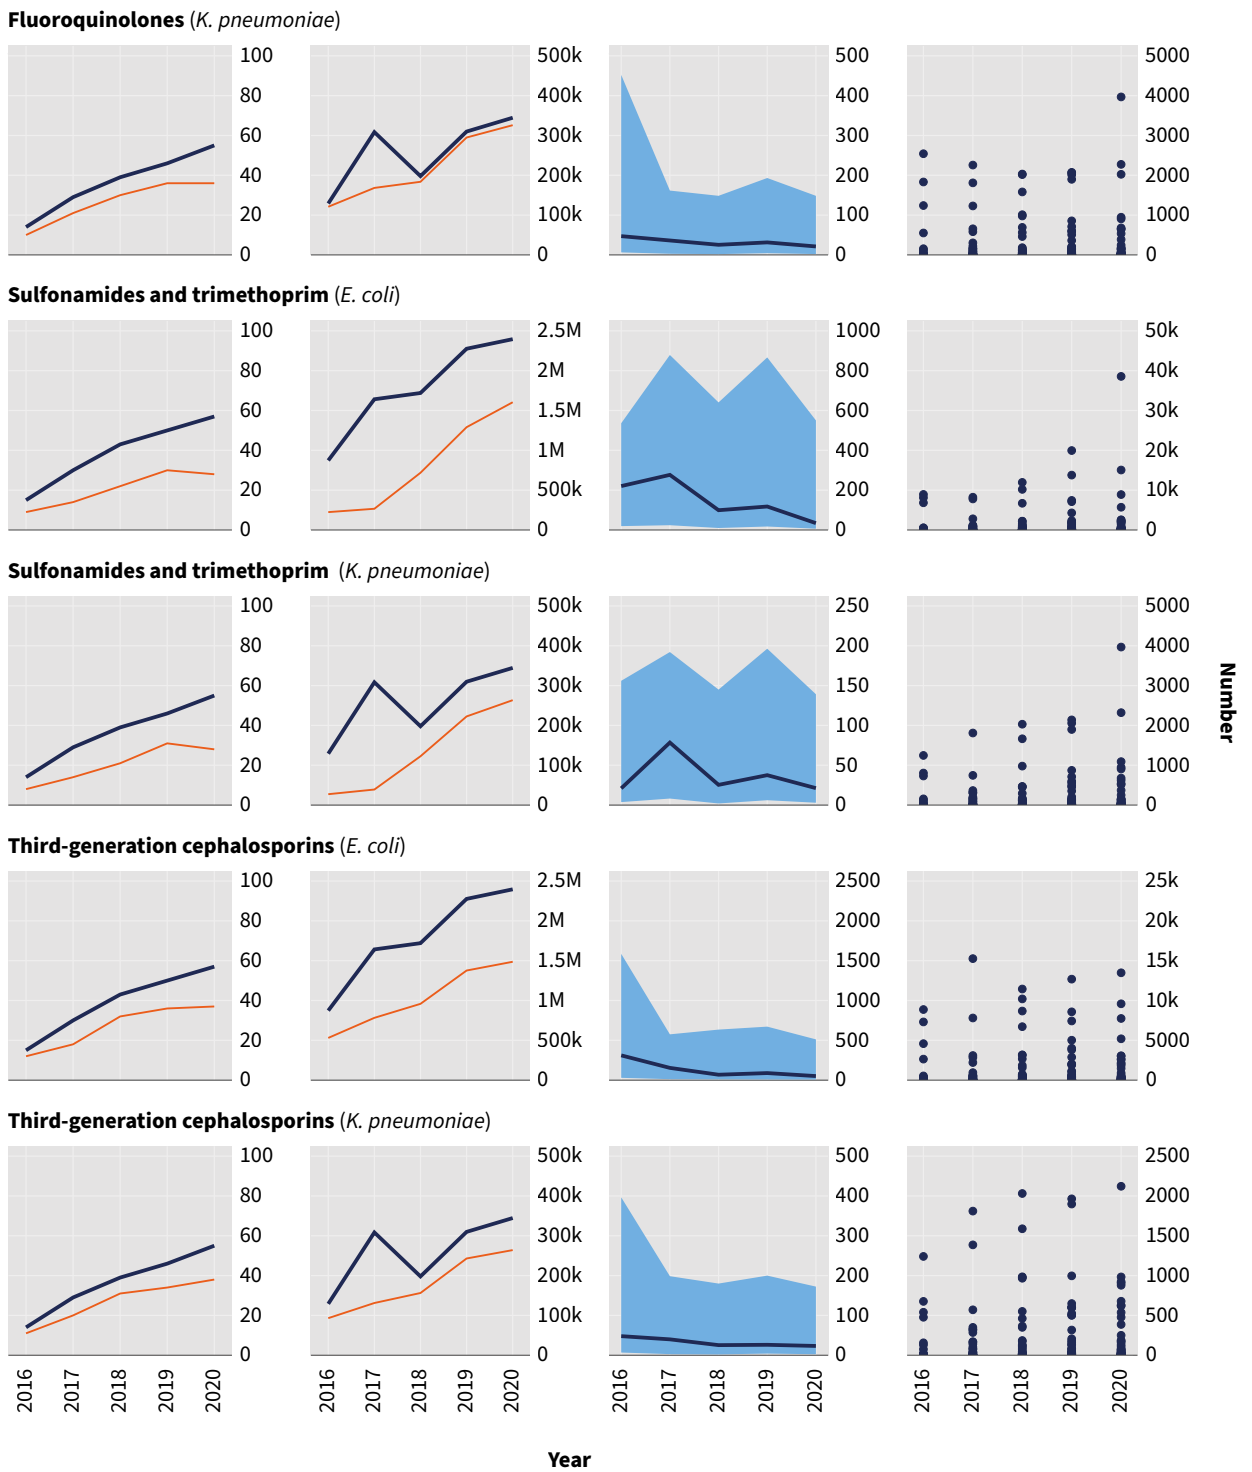 Fluoroquinolones (K. pneumoniae)
100 500k 500 5000
80 400k 400 4000
60 300k 300 3000
40 200k 200 2000
20 100k 100 1000
0 0 0 0
Sulfonamides and trimethoprim (E. coli)
100 2.5M 1000 50k
80 2M 800 40k
60 1.5M 600 30k
40 1M 400 20k
20 500k 200 10k
0 0 0 0
Sulfonamides and trimethoprim (K. pneumoniae)
100 500k 250 5000
80 400k 200 4000
60 300k 150 3000
40 200k 100 2000
20 100k 50 1000
0 0 0 0
Number
Third-generation cephalosporins (E. coli)
100 2.5M 2500 25k
80 2M 2000 20k
60 1.5M 1500 15k
40 1M 1000 10k
20 500k 500 5000
0 0 0 0
Third-generation cephalosporins (K. pneumoniae)
100 500k 500 2500
80 400k 400 2000
60 300k 300 1500
40 200k 200 1000
20 100k 100 500
0 0 0 0
2016 2017 2018 2019 2020 2016 2017 2018 2019 2020 2016 2017 2018 2019 2020 2016 2017 2018 2019 2020
Year